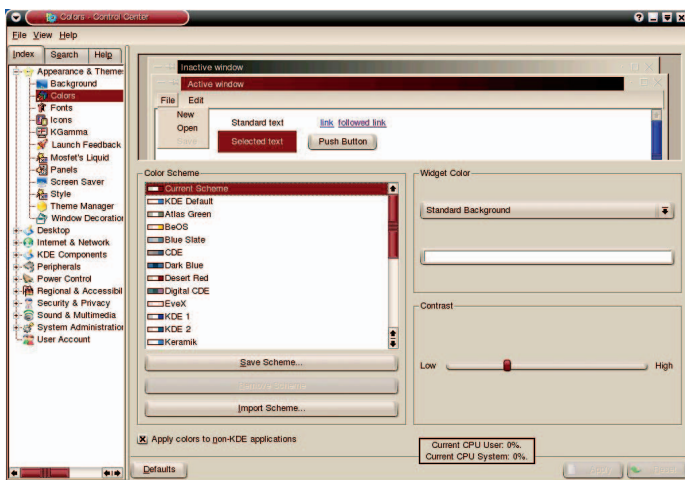 Colors - Control Center
File View Help
Index Search Help
Appearance & Theme
Background
Colors
Fonts
Icons
KGamma
Launch Feedback
Mosfet's Liquid
Panels
Screen Saver
Style
Theme Manager
Window Decoration
Desktop
Internet & Network
KDE Components
Peripherals
Power Control
Regional & Accessibil
Security & Privacy
Sound & Multimedia
System Administration
User Account
Inactive window
Active window
File Edit
New
Open
Save
Standard text link followed link
Selected text Push Button
Color Scheme
Current Scheme
KDE Default
Atlas Green
BeOS
Blue Slate
CDE
Dark Blue
Desert Red
Digital CDE
EveX
KDE 1
KDE 2
Keramik
Save Scheme...
Import Scheme...
Widget Color
Standard Background
Contrast
Low High
Apply colors to non-KDE applications
Current CPU User: 0%.
Current CPU System: 0%.
Defaults